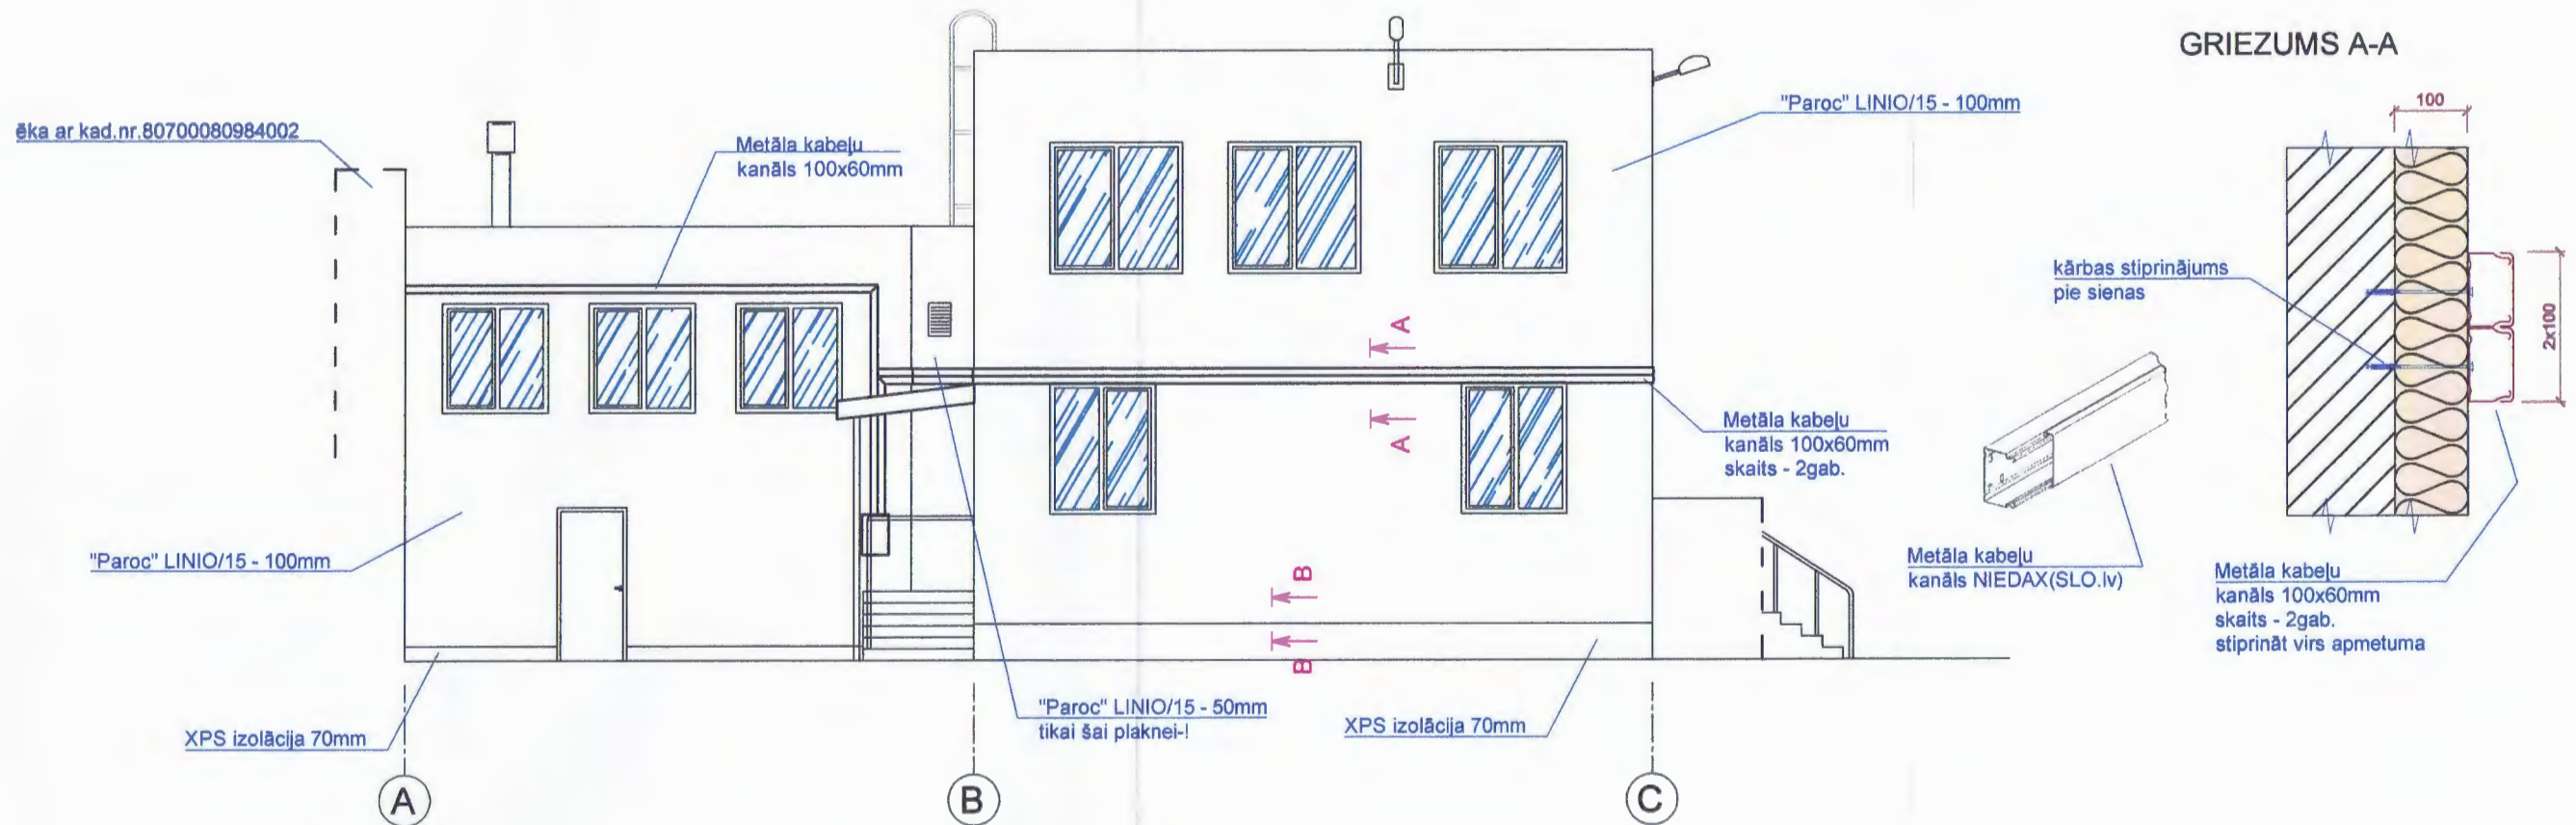 GRIEZUMS A-A
ēka ar kad.nr.80700080984002
Metāla kabeļu
kanāls 100x60mm
"Paroc" LINIO/15 - 100mm
100
kārbas stiprinājums
pie sienas
2x100
A
A
Metāla kabeļu
kanāls 100x60mm
skaits - 2gab.
"Paroc" LINIO/15 - 100mm
Metāla kabeļu
kanāls NIEDAX(SLO.lv)
Metāla kabeļu
kanāls 100x60mm
skaits - 2gab.
stiprināt virs apmetuma
B
B
XPS izolācija 70mm
"Paroc" LINIO/15 - 50mm
tikai šai plaknei-!
XPS izolācija 70mm
A
B
C